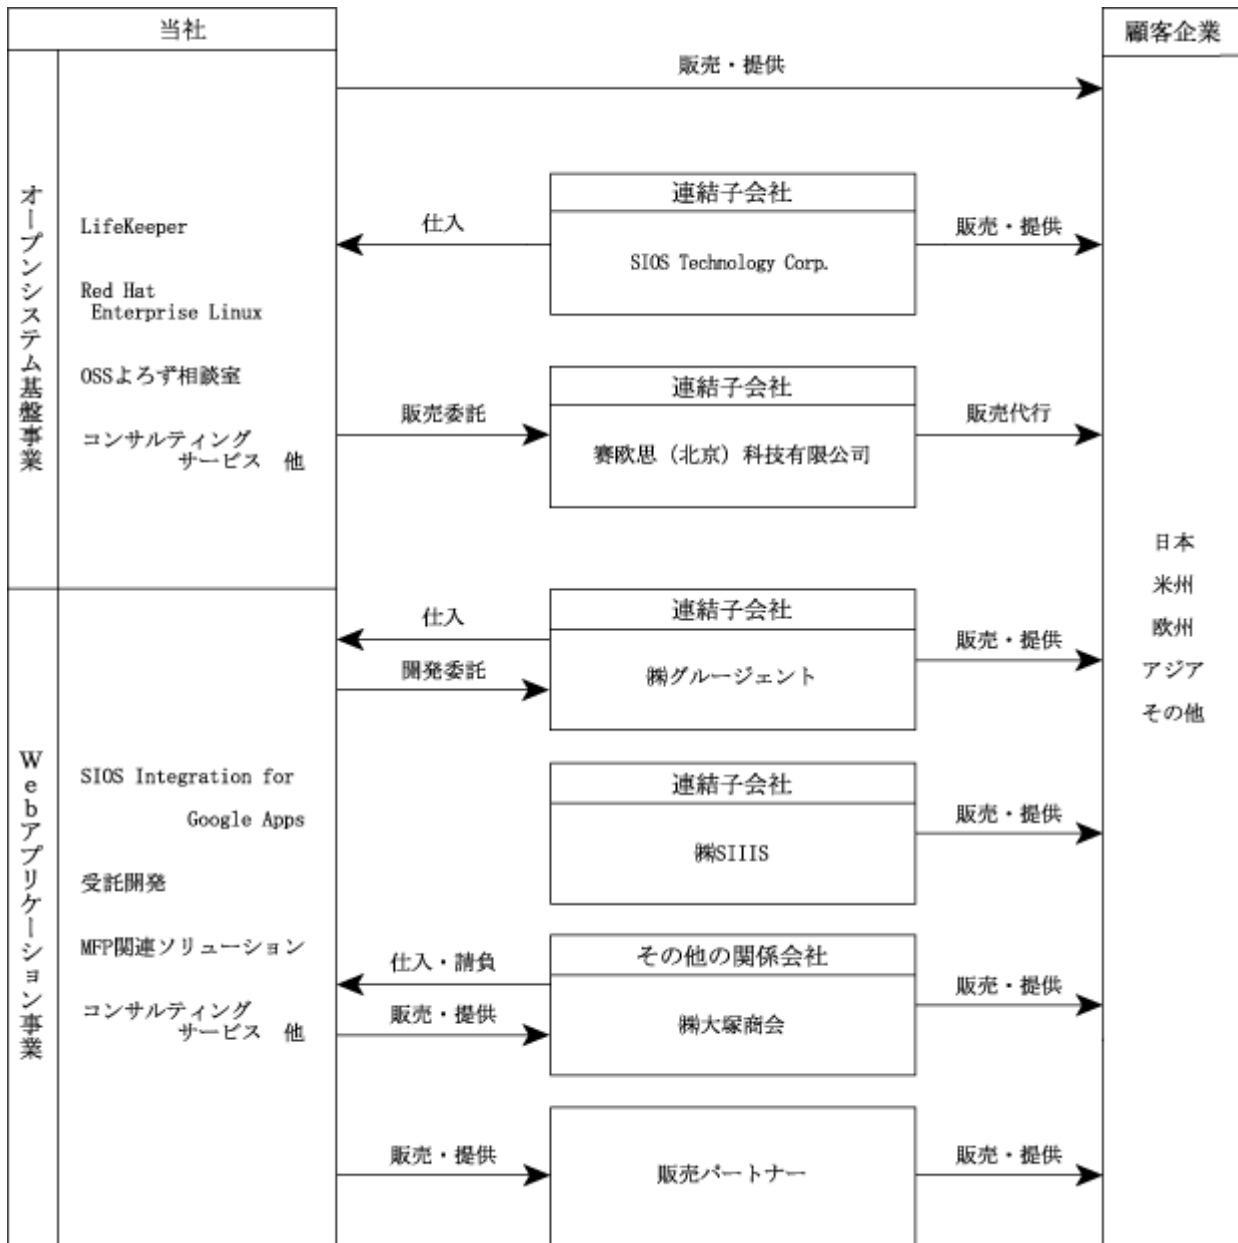 当社
顧客企業
オープンシステム基盤事業
LifeKeeper
Red Hat
Enterprise Linux
OSSよろず相談室
コンサルティング
サービス　他
販売・提供
連結子会社
SIOS Technology Corp.
仕入
販売・提供
連結子会社
賽欧思（北京）科技有限公司
販売委託
販売代行
Webアプリケーション事業
SIOS Integration for
Google Apps
受託開発
MFP関連ソリューション
コンサルティング
サービス　他
仕入
開発委託
連結子会社
㈱グルージェント
販売・提供
連結子会社
㈱SIIIS
販売・提供
仕入・請負
販売・提供
その他の関係会社
㈱大塚商会
販売・提供
販売・提供
販売パートナー
販売・提供
日本
米州
欧州
アジア
その他